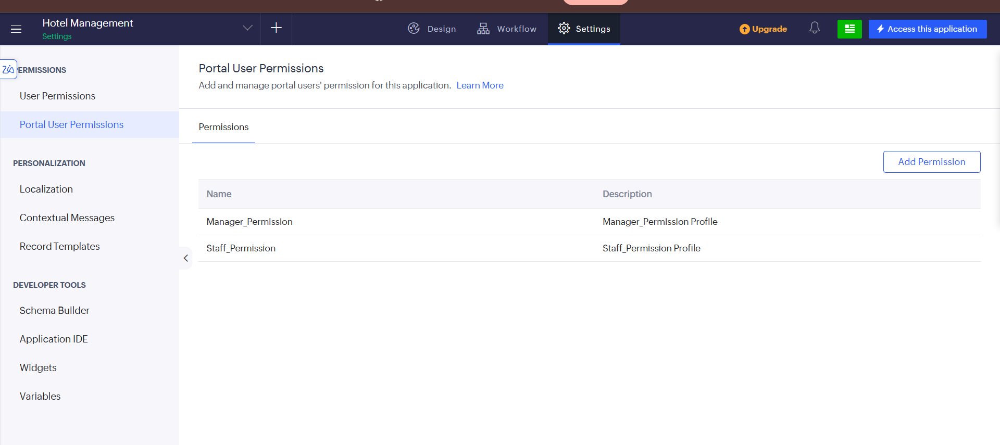 Hotel Management
Settings
Design
Workflow
Settings
Upgrade
Access this application
ZIA
ERMISSIONS
User Permissions
Portal User Permissions
PERSONALIZATION
Localization
Contextual Messages
Record Templates
DEVELOPER TOOLS
Schema Builder
Application IDE
Widgets
Variables
Portal User Permissions
Add and manage portal users' permission for this application. Learn More
Permissions
Add Permission
Name Description
Manager_Permission Manager_Permission Profile
Staff_Permission Staff_Permission Profile